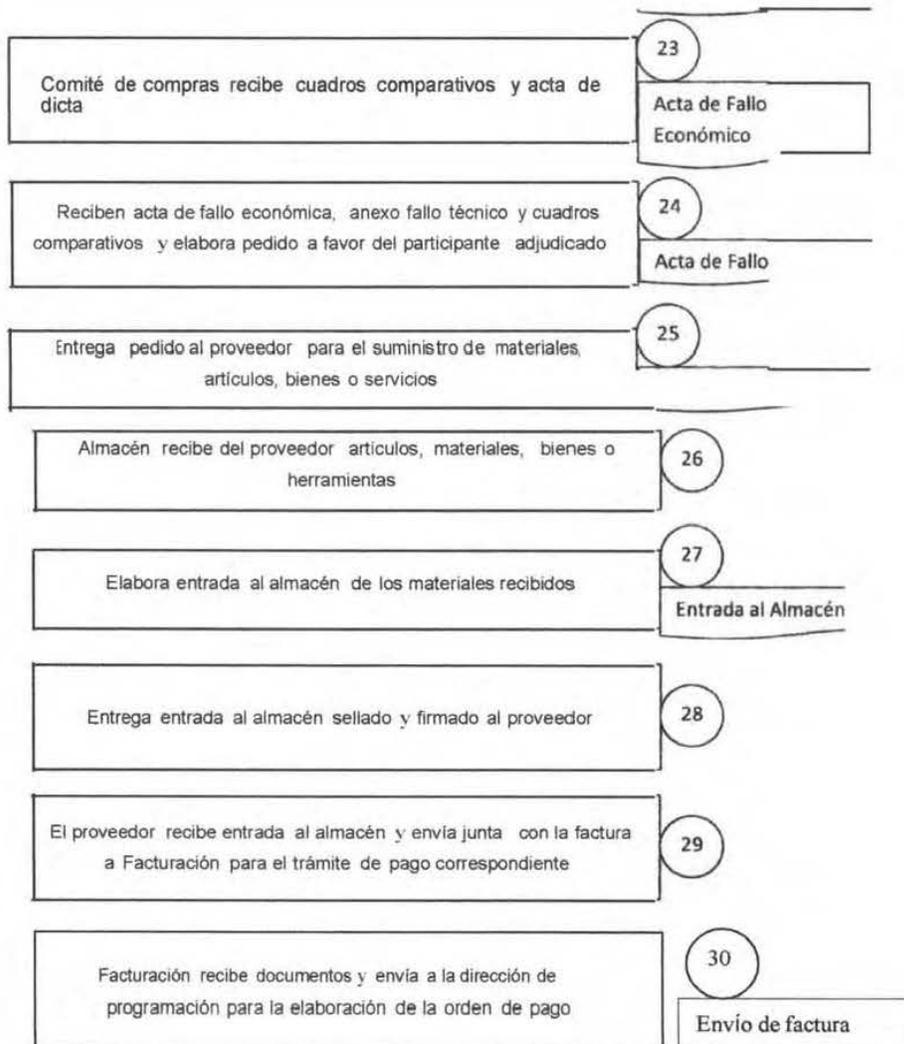 23
Comité de compras recibe cuadros comparativos y acta de
dicta
Acta de Fallo
Económico
24
Reciben acta de fallo económica, anexo fallo técnico y cuadros
comparativos y elabora pedido a favor del participante adjudicado
Acta de Fallo
25
Entrega pedido al proveedor para el suministro de materiales,
artículos, bienes o servicios
26
Almacén recibe del proveedor artículos, materiales, bienes o
herramientas
27
Elabora entrada al almacén de los materiales recibidos
Entrada al Almacén
28
Entrega entrada al almacén sellado y firmado al proveedor
29
El proveedor recibe entrada al almacén y envía junta con la factura
a Facturación para el trámite de pago correspondiente
30
Facturación recibe documentos y envía a la dirección de
programación para la elaboración de la orden de pago
Envío de factura